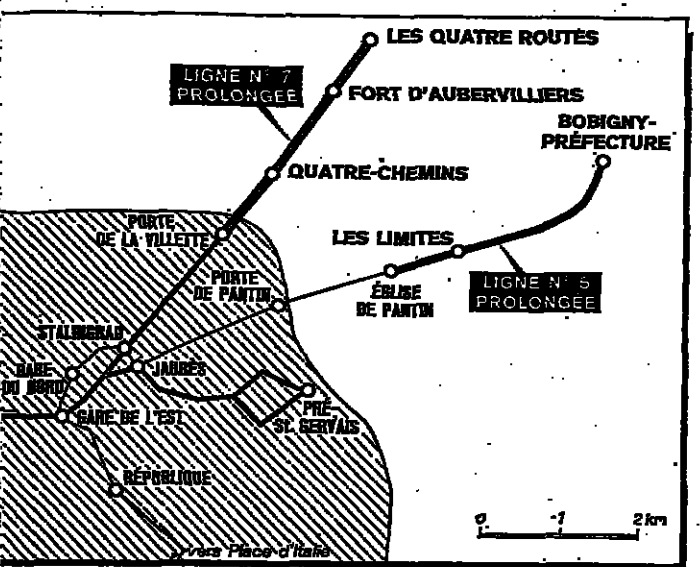 LES QUATRE ROUTES
LIGNE N° 7
PROLONGÉE
FORT D'AUBERVILLIERS
BOBIGNY-
PRÉFECTURE
QUATRE-CHEMINS
PORTE
DE LA VILLETTE
LES LIMITES
PORTE
DE PANTIN
ÉGLISE
DE PANTIN
LIGNE N° 5
PROLONGÉE
STALINGRAD
GARE
DU NORD
JAURÈS
GARE DE L'EST
PRÉ-
ST. GERVAIS
RÉPUBLIQUE
0 1 2 km
vers Place d'Italie